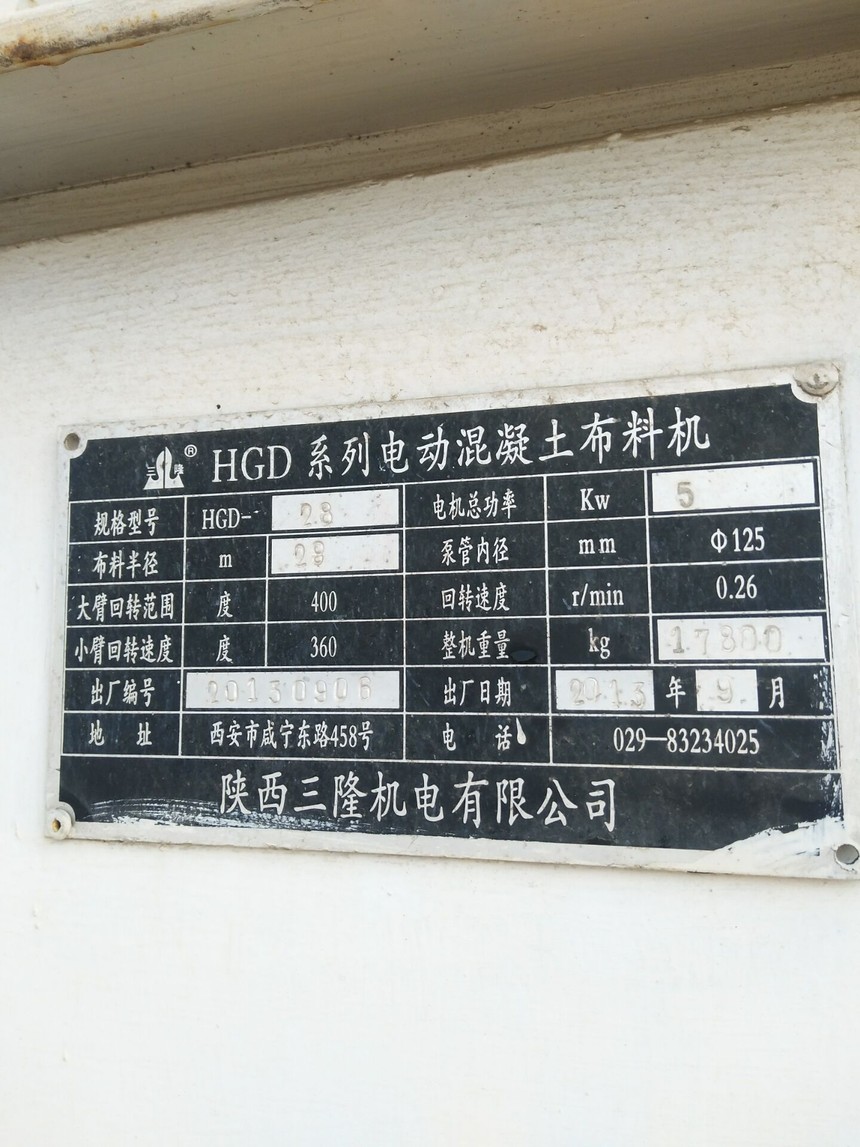 三隆 ® HGD 系列电动混凝土布料机
规格型号 HGD- 28 电机总功率 Kw 5
布料半径 m 28 泵管内径 mm Φ125
大臂回转范围 度 400 回转速度 r/min 0.26
小臂回转速度 度 360 整机重量 kg 17800
出厂编号 20130906 出厂日期 2013 年 9 月
地 址 西安市咸宁东路458号 电 话 029-83234025
陕西三隆机电有限公司